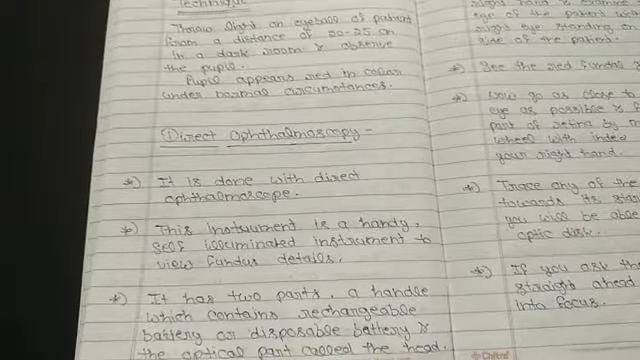 Technique
Throw light on eyeball of patient
from a distance of 20-25 cm
in a dark room & observe
the pupil.
Pupil appears red in colour
under normal circumstances.
Direct Ophthalmoscopy -
*) It is done with direct
ophthalmoscope.
*) This instrument is a handy,
self illuminated instrument to
view fundus details.
*) It has two parts, a handle
which contains rechargeable
battery or disposable battery &
the optical part called the head.
eye of the patient with
right eye standing on
side of the patient.
*) See the red fundus
*) Now go as close to
eye as possible &
part of retina by
wheel with index
your right hand.
*) Trace any of the
towards its
you will be able
optic disk.
*) If you ask the
straight ahead
into focus.
Chitra